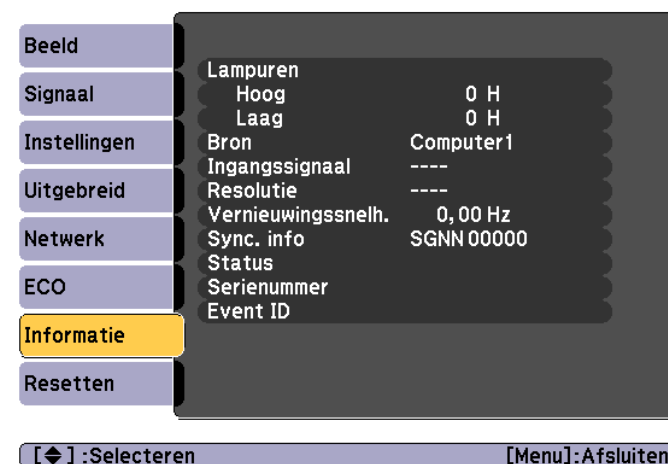 Beeld
Signaal
Instellingen
Uitgebreid
Netwerk
ECO
Informatie
Resetten
Lampuren
Hoog 0 H
Laag 0 H
Bron Computer1
Ingangssignaal ----
Resolutie ----
Vernieuwingssnelh. 0,00 Hz
Sync. info SGNN 00000
Status
Serienummer
Event ID
[◆] :Selecteren [Menu]:Afsluiten